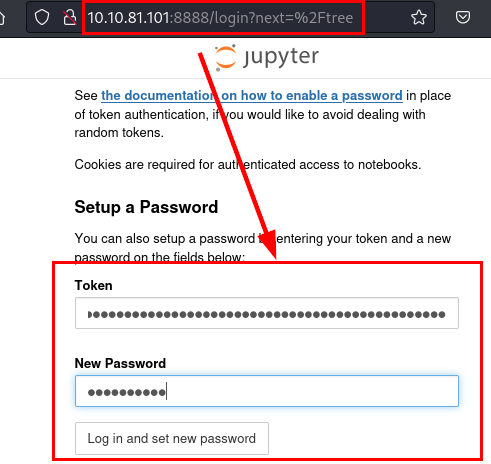 10.10.81.101:8888/login?next=%2Ftree
jupyter
See the documentation on how to enable a password in place
of token authentication, if you would like to avoid dealing with
random tokens.
Cookies are required for authenticated access to notebooks.
Setup a Password
You can also setup a password by entering your token and a new
password on the fields below:
Token
New Password
Log in and set new password